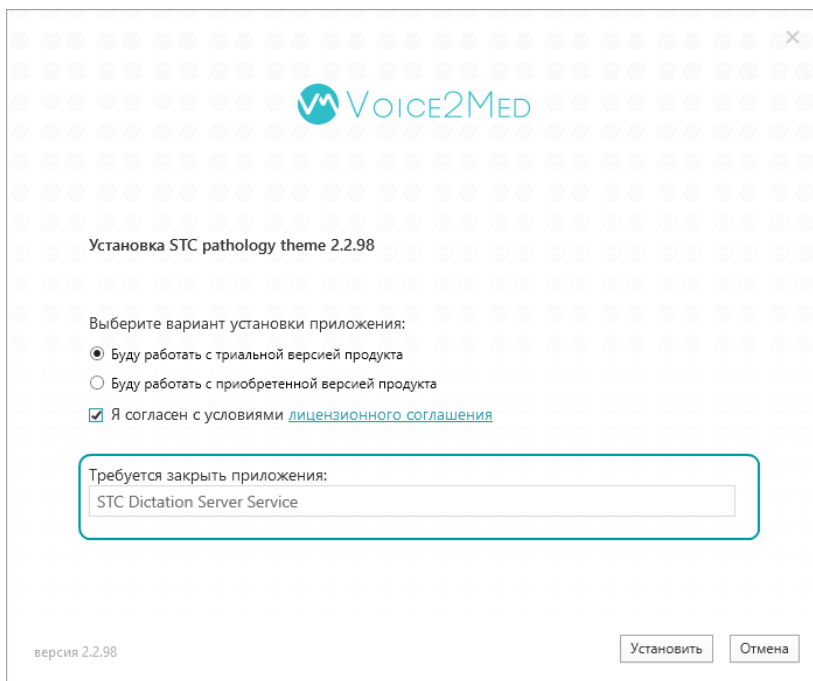 VM VOICE2MED
Установка STC pathology theme 2.2.98
Выберите вариант установки приложения:
Буду работать с триальной версией продукта
Буду работать с приобретенной версией продукта
Я согласен с условиями лицензионного соглашения
Требуется закрыть приложения:
STC Dictation Server Service
версия 2.2.98
Установить Отмена